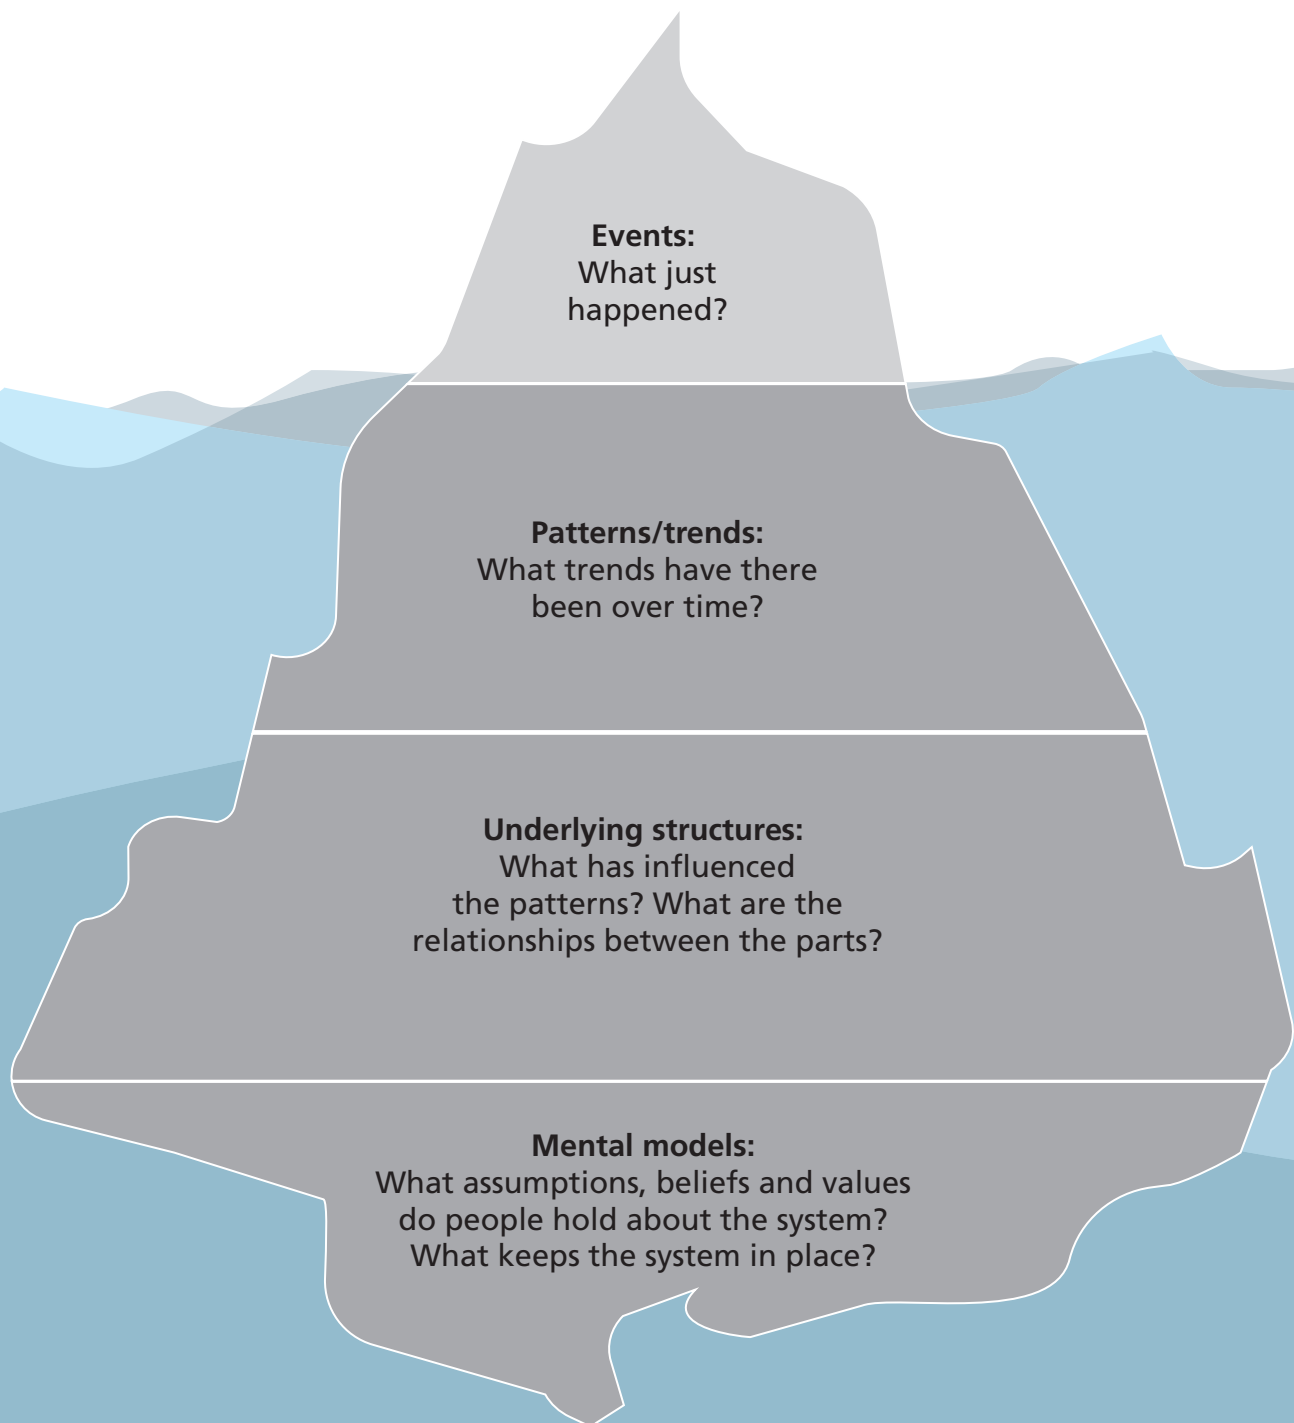 Events:
What just
happened?
Patterns/trends:
What trends have there
been over time?
Underlying structures:
What has influenced
the patterns? What are the
relationships between the parts?
Mental models:
What assumptions, beliefs and values
do people hold about the system?
What keeps the system in place?